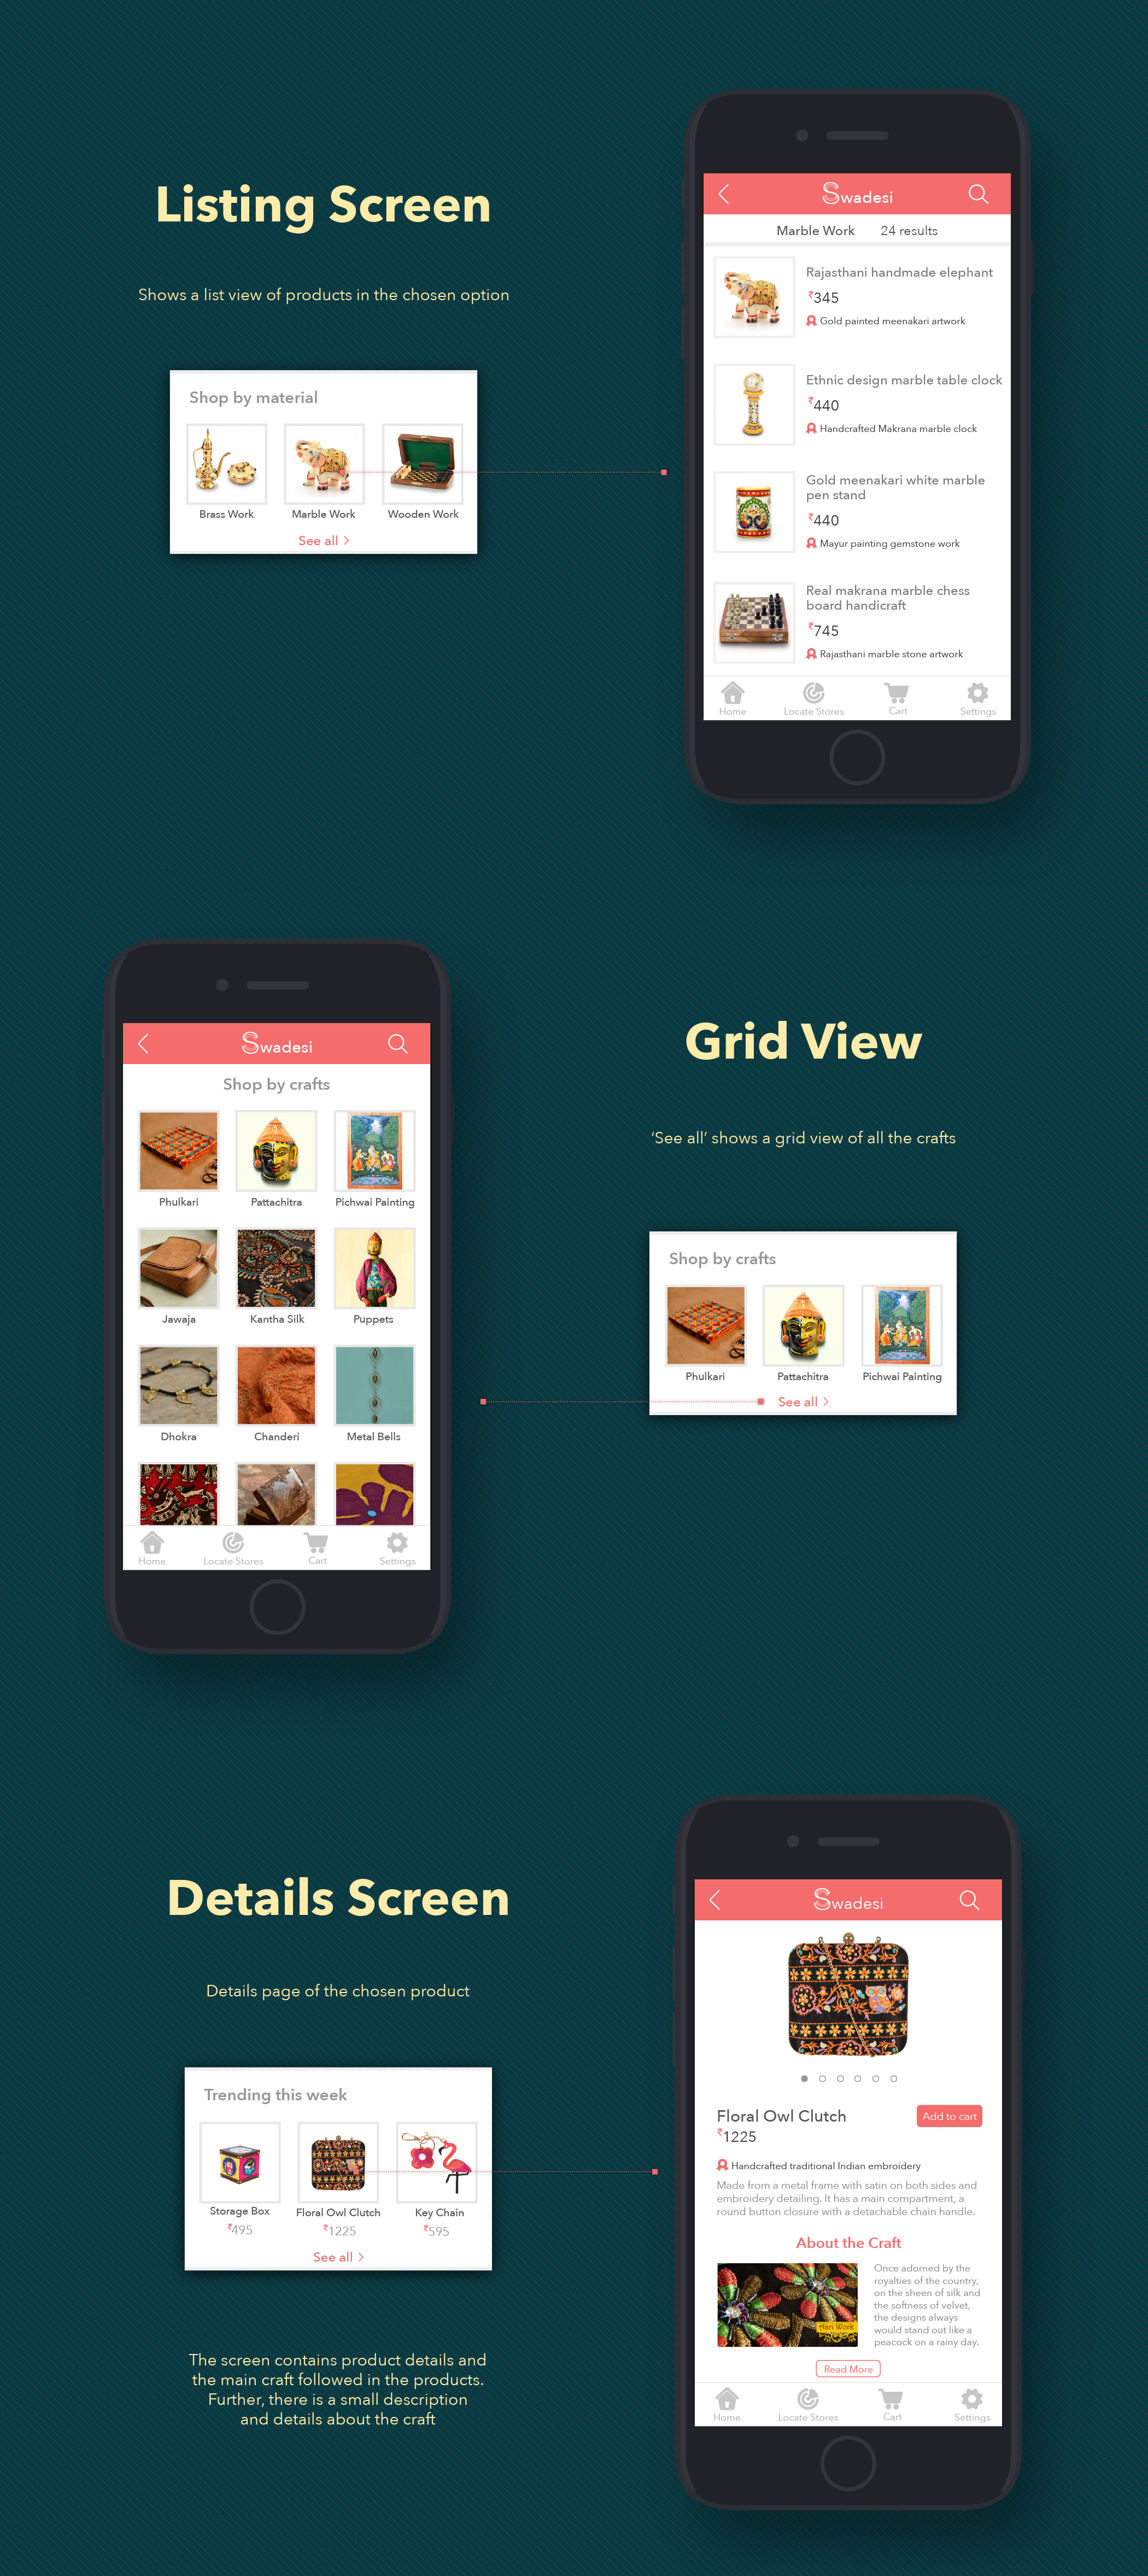 Listing Screen
Shows a list view of products in the chosen option
Shop by material
Brass Work
Marble Work
Wooden Work
See all >
Swadesi
Marble Work 24 results
Rajasthani handmade elephant
₹345
Gold painted meenakari artwork
Ethnic design marble table clock
₹440
Handcrafted Makrana marble clock
Gold meenakari white marble
pen stand
₹440
Mayur painting gemstone work
Real makrana marble chess
board handicraft
₹745
Rajasthani marble stone artwork
Home Locate Stores Cart Settings
Swadesi
Shop by crafts
Phulkari Pattachitra Pichwai Painting
Jawaja Kantha Silk Puppets
Dhokra Chanderi Metal Bells
Home Locate Stores Cart Settings
Grid View
‘See all’ shows a grid view of all the crafts
Shop by crafts
Phulkari Pattachitra Pichwai Painting
See all >
Details Screen
Details page of the chosen product
Trending this week
Storage Box Floral Owl Clutch Key Chain
₹495 ₹1225 ₹595
See all >
The screen contains product details and
the main craft followed in the products.
Further, there is a small description
and details about the craft
Swadesi
Floral Owl Clutch
Add to cart
₹1225
Handcrafted traditional Indian embroidery
Made from a metal frame with satin on both sides and
embroidery detailing. It has a main compartment, a
round button closure with a detachable chain handle.
About the Craft
Aari Work
Once adorned by the
royalties of the country,
on the sheen of silk and
the softness of velvet,
the designs always
would stand out like a
peacock on a rainy day.
Read More
Home Locate Stores Cart Settings